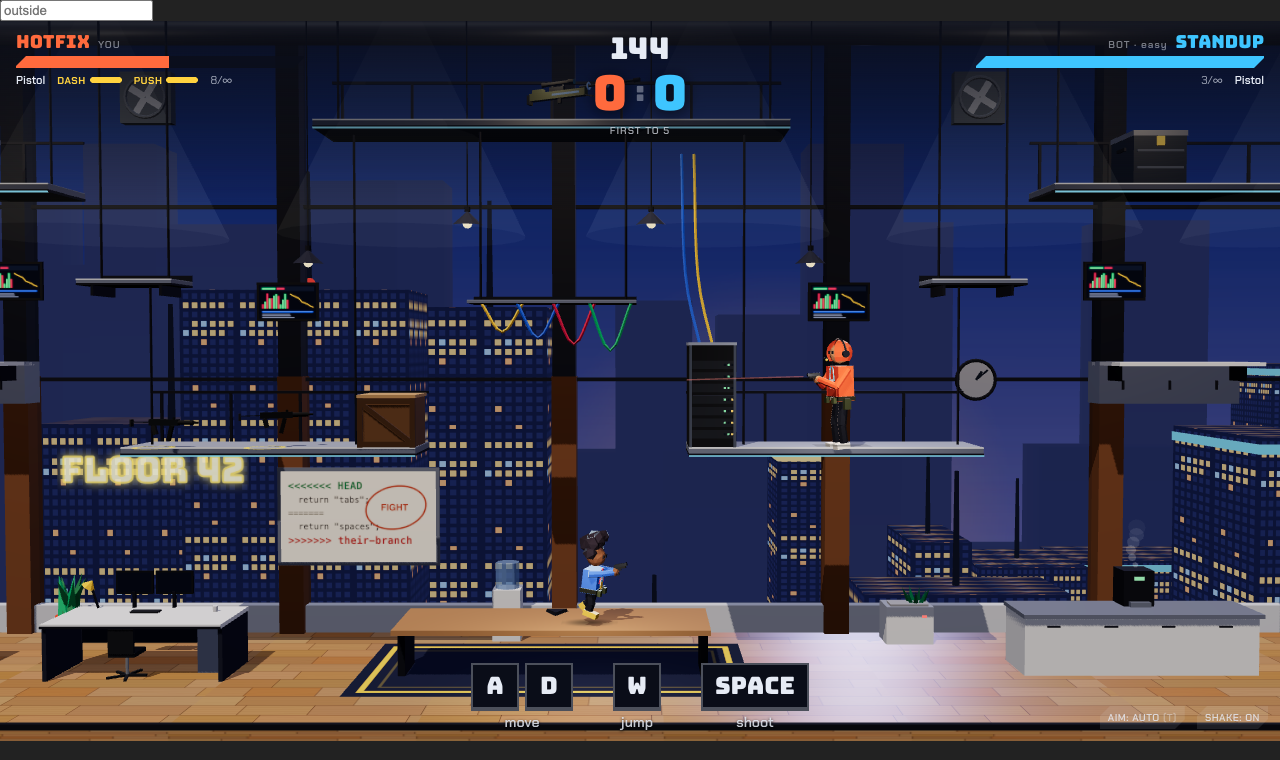 outside
HOTFIX YOU
144
BOT · easy STANDUP
Pistol DASH PUSH 8/∞
0:0
3/∞ Pistol
FIRST TO 5
FLOOR 42
<<<<<<< HEAD
return "tabs";
=======
return "spaces";
>>>>>>> their-branch
FIGHT
A D W SPACE
move jump shoot
AIM: AUTO [T] SHAKE: ON